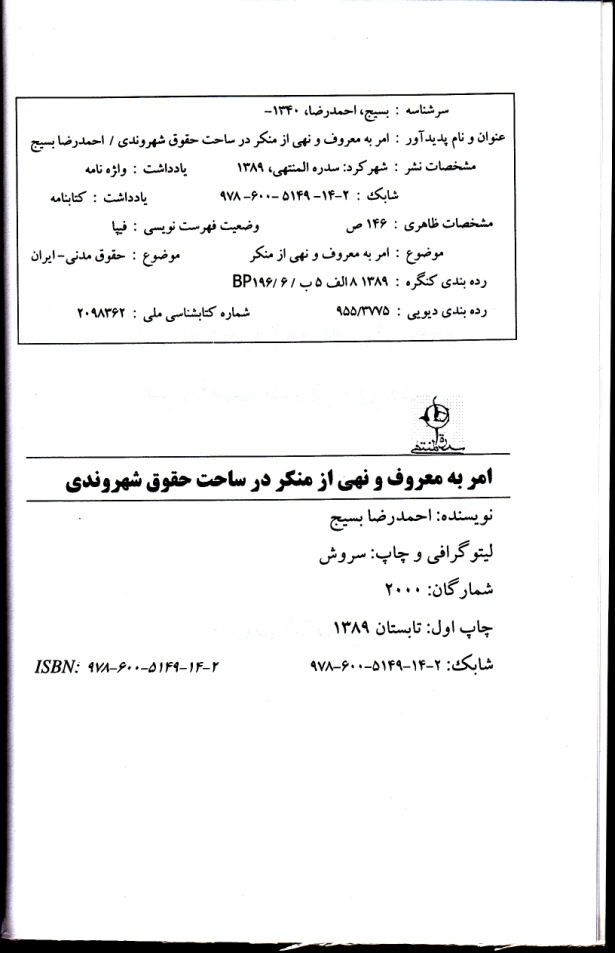 سرشناسه : بسیج، احمدرضا، ۱۳۴۰-
عنوان و نام پدیدآور : امر به معروف و نهی از منکر در ساحت حقوق شهروندی / احمدرضا بسیج
مشخصات نشر : شهرکرد: سدره المنتهی، ۱۳۸۹ یادداشت : واژه نامه
شابک : ۲-۱۴- ۵۱۴۹ -۶۰۰-۹۷۸ یادداشت : کتابنامه
مشخصات ظاهری : ۱۴۶ ص وضعیت فهرست نویسی : فیپا
موضوع : امر به معروف و نهی از منکر موضوع : حقوق مدنی- ایران
رده بندی کنگره : ۱۳۸۹ ۸الف ۵ ب / ۶ /BP۱۹۶
رده بندی دیویی : ۹۵۵/۳۷۷۵ شماره کتابشناسی ملی : ۲۰۹۸۳۶۲
سدرة المنتهی
امر به معروف و نهی از منکر در ساحت حقوق شهروندی
نویسنده: احمدرضا بسیج
لیتوگرافی و چاپ: سروش
شمارگان: ۲۰۰۰
چاپ اول: تابستان ۱۳۸۹
شابک: ۲-۱۴-۵۱۴۹-۶۰۰-۹۷۸ ISBN: ۹۷۸-۶۰۰-۵۱۴۹-۱۴-۲